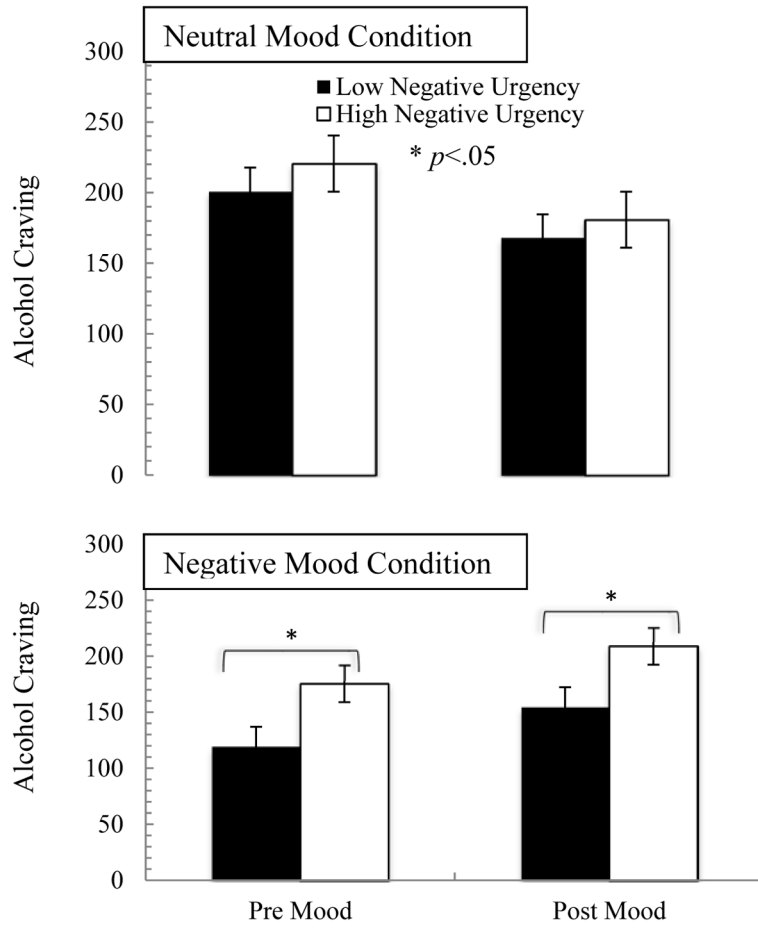 Neutral Mood Condition
300
Low Negative Urgency
High Negative Urgency
250
* p<.05
200
150
100
50
0
Alcohol Craving
Negative Mood Condition
300
250
*
200
*
150
100
50
0
Alcohol Craving
Pre Mood
Post Mood